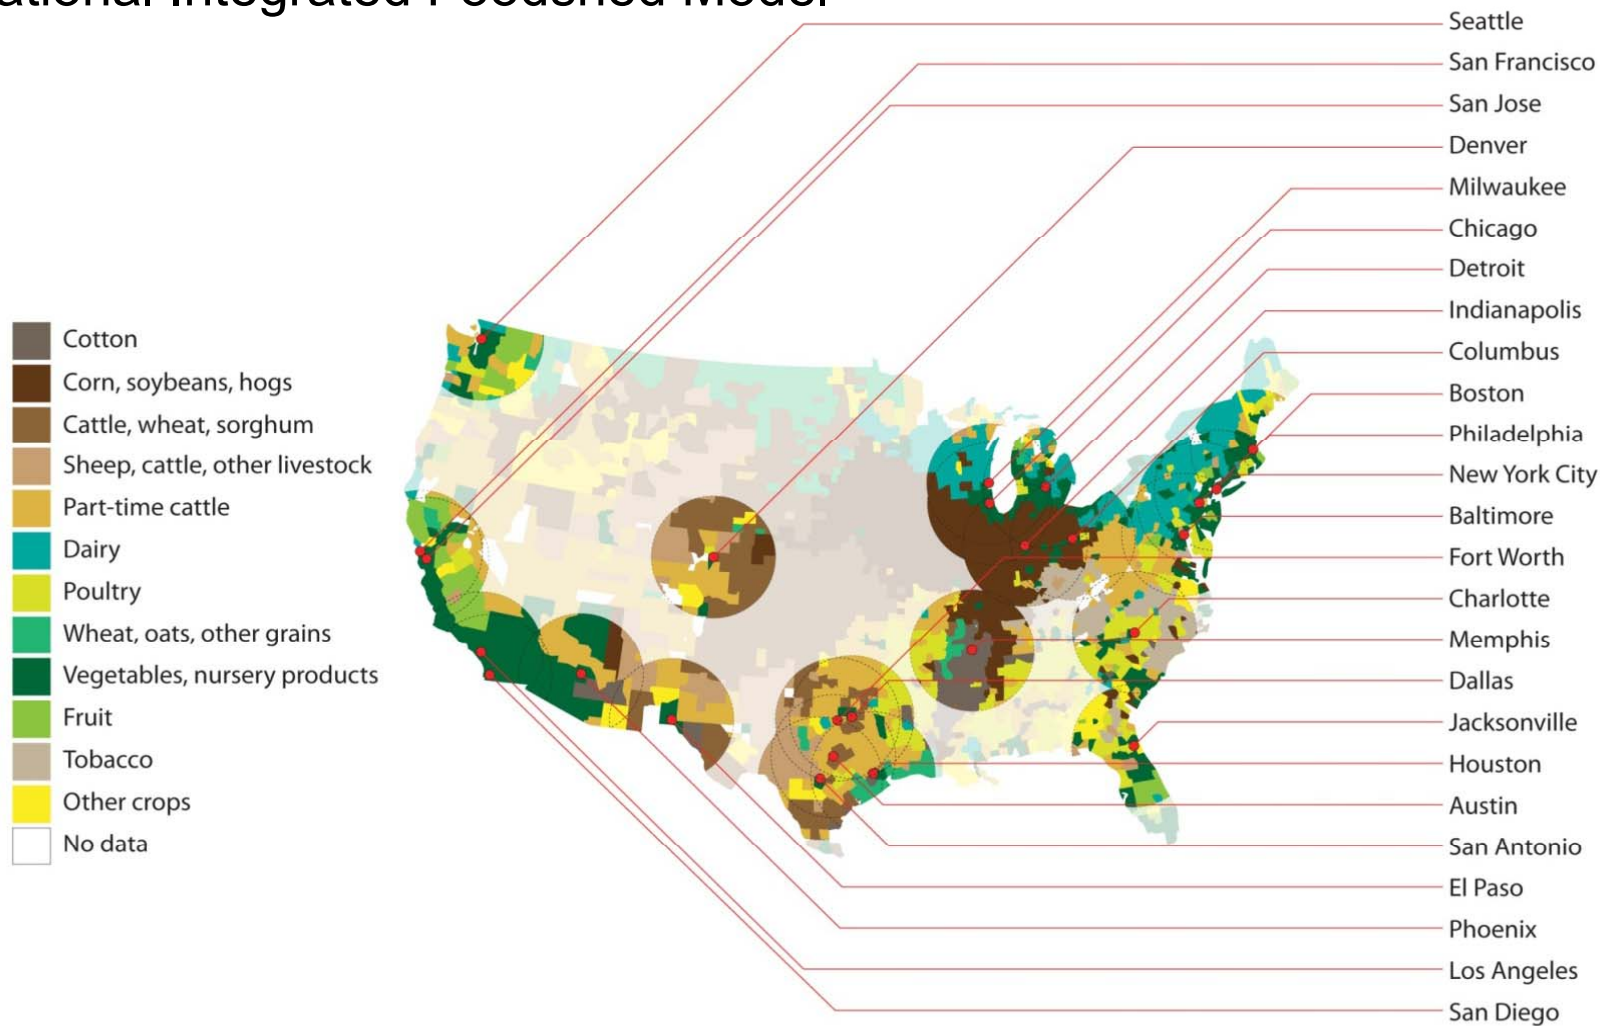 Integrated Foodshed Model
Cotton
Corn, soybeans, hogs
Cattle, wheat, sorghum
Sheep, cattle, other livestock
Part-time cattle
Dairy
Poultry
Wheat, oats, other grains
Vegetables, nursery products
Fruit
Tobacco
Other crops
No data
Seattle
San Francisco
San Jose
Denver
Milwaukee
Chicago
Detroit
Indianapolis
Columbus
Boston
Philadelphia
New York City
Baltimore
Fort Worth
Charlotte
Memphis
Dallas
Jacksonville
Houston
Austin
San Antonio
El Paso
Phoenix
Los Angeles
San Diego